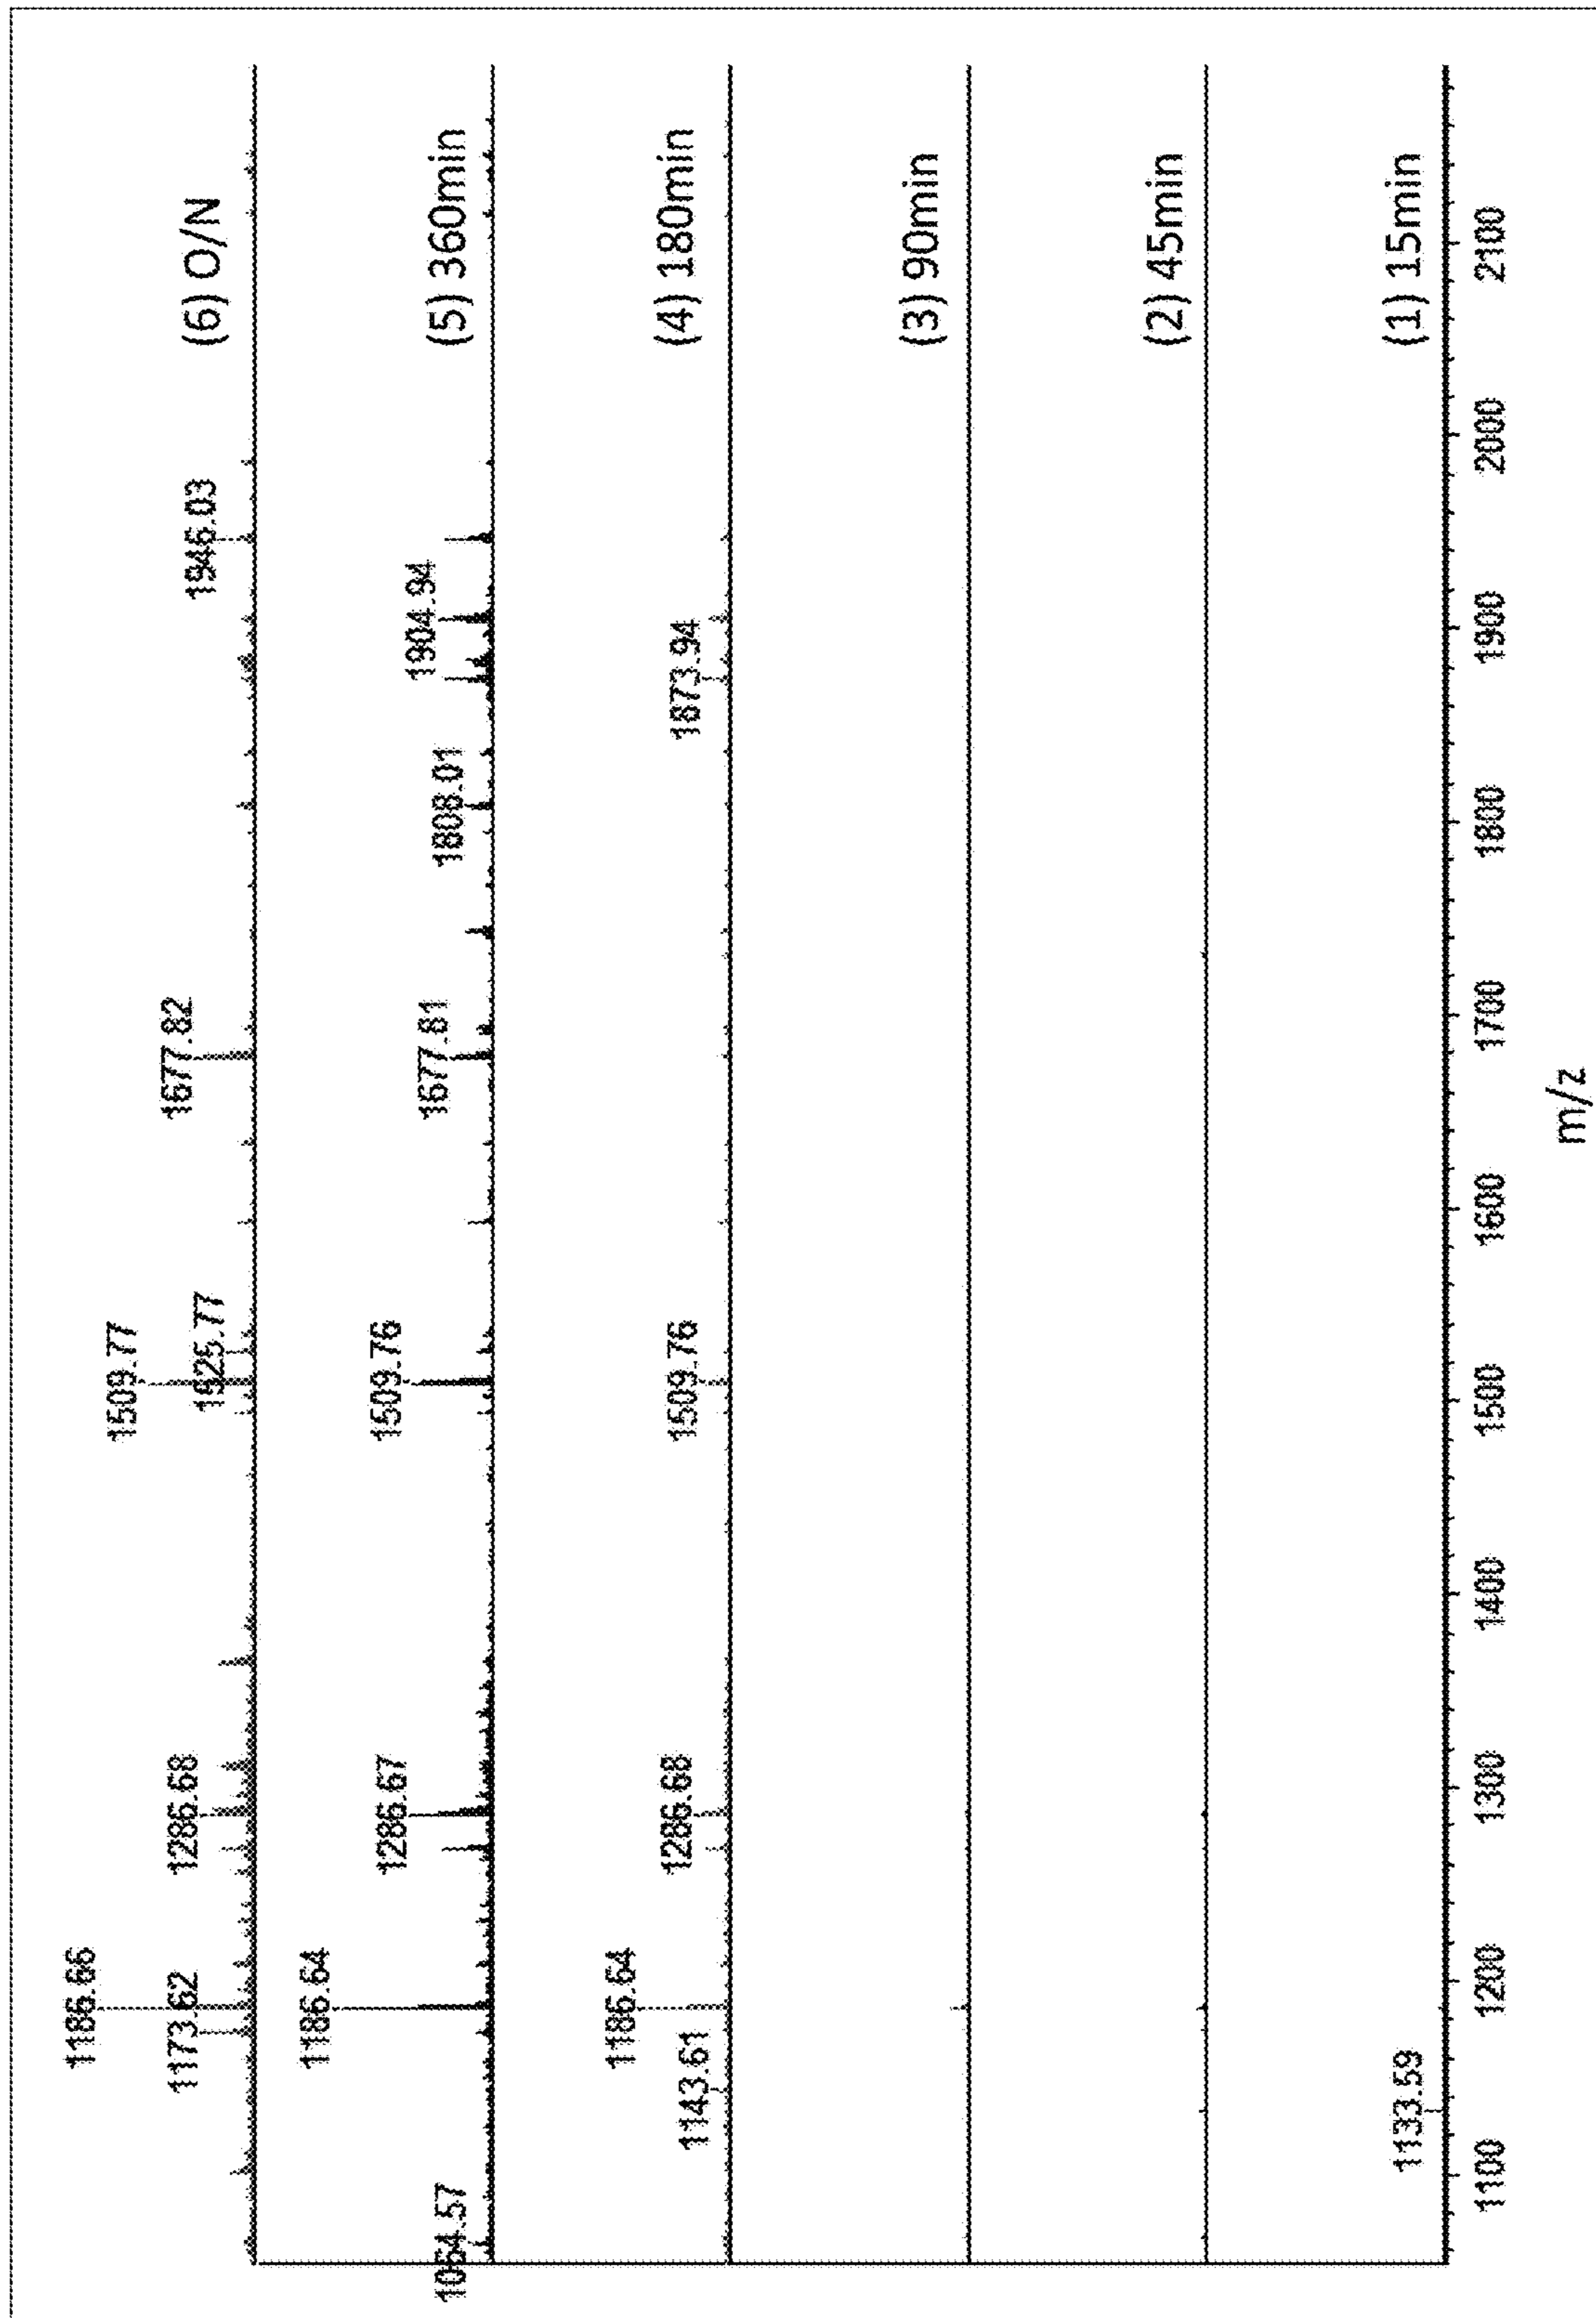 1186.66
1173.62
1286.68
1509.77
1525.77
1677.82
1946.03
(6) O/N
1064.57
1186.64
1286.67
1509.76
1677.81
1808.01
1904.94
(5) 360min
1143.61
1186.64
1286.68
1509.76
1873.94
(4) 180min
(3) 90min
(2) 45min
1133.59
(1) 15min
1100 1200 1300 1400 1500 1600 1700 1800 1900 2000 2100
m/z